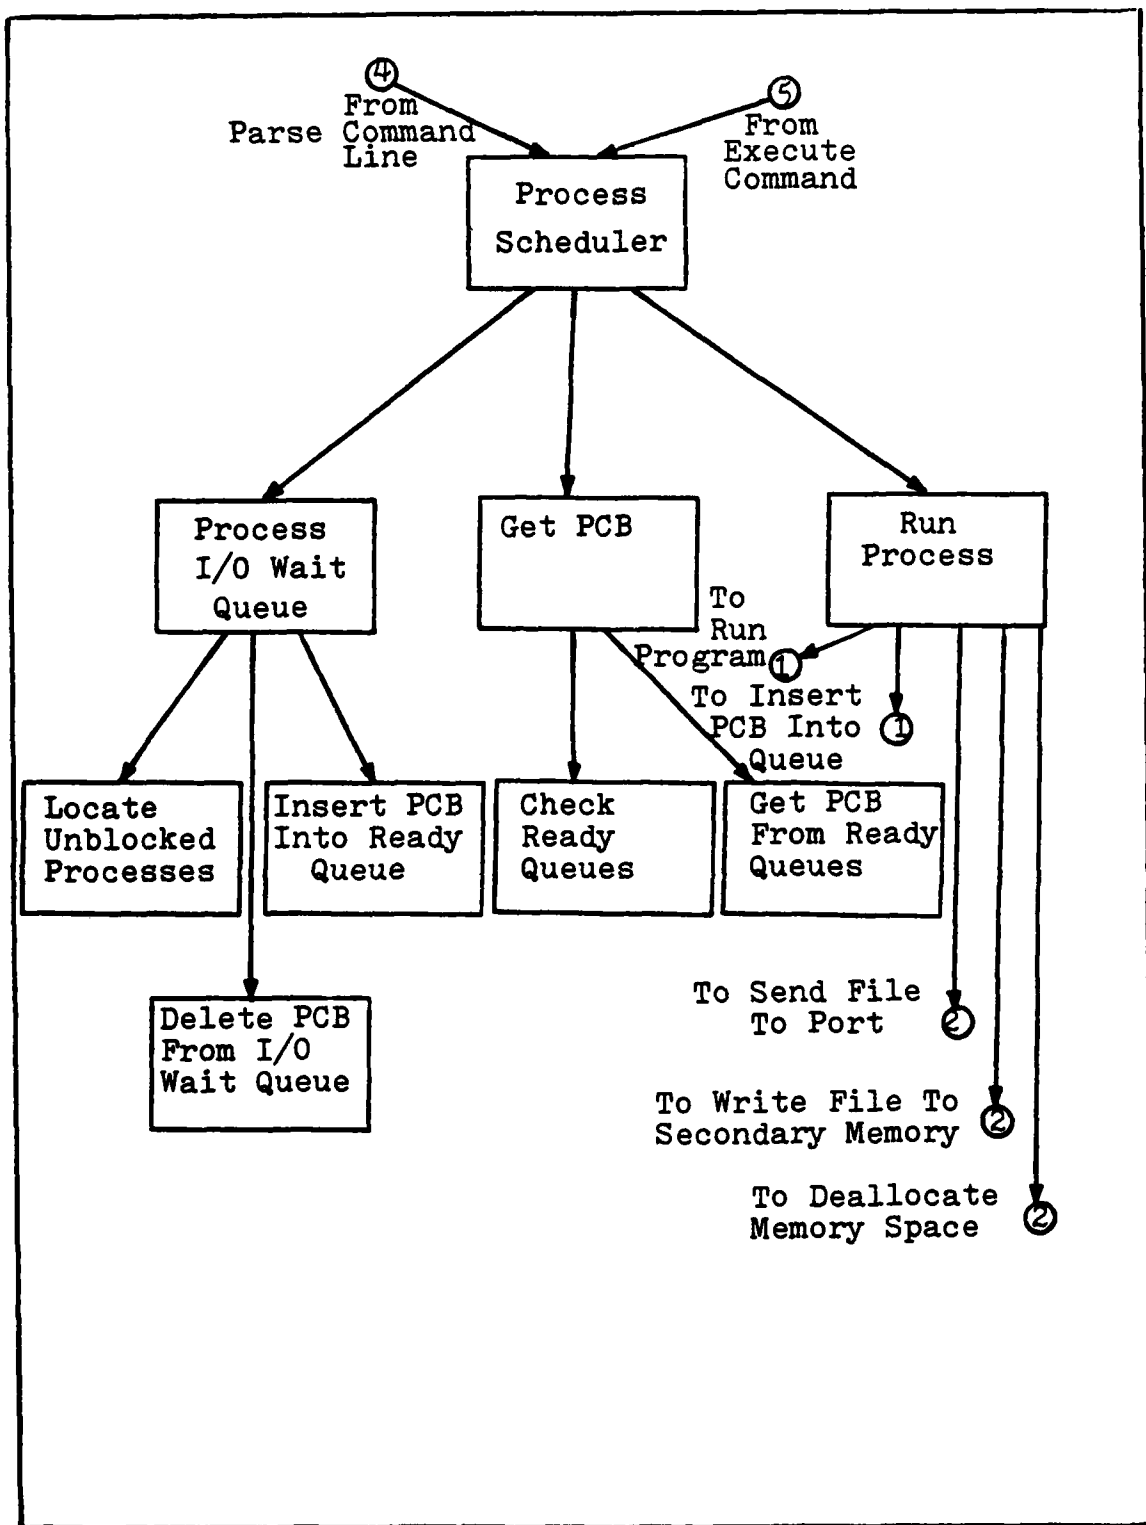 4
From
Parse Command
Line
5
From
Execute
Command
Process
Scheduler
Process
I/O Wait
Queue
Get PCB
Run
Process
To
Run
Program
1
To Insert
PCB Into
Queue
1
Locate
Unblocked
Processes
Insert PCB
Into Ready
Queue
Check
Ready
Queues
Get PCB
From Ready
Queues
Delete PCB
From I/O
Wait Queue
To Send File
To Port
2
To Write File To
Secondary Memory
2
To Deallocate
Memory Space
2